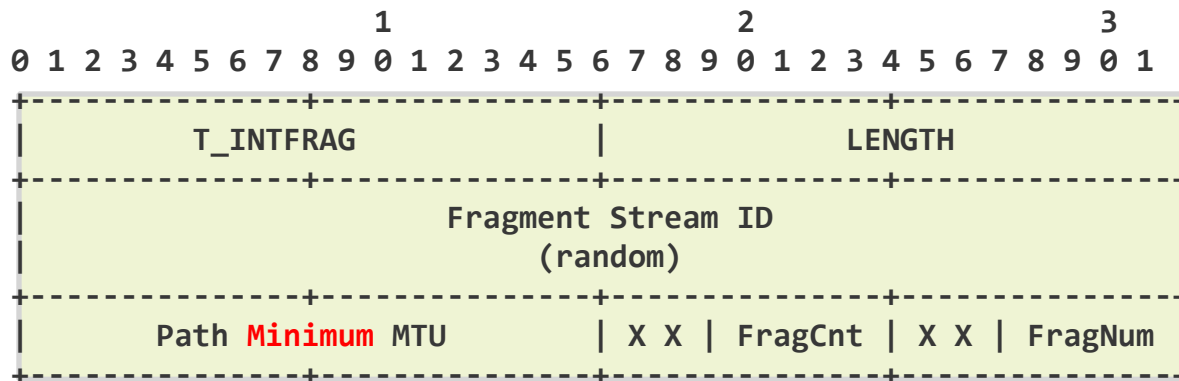 1 2 3
0 1 2 3 4 5 6 7 8 9 0 1 2 3 4 5 6 7 8 9 0 1 2 3 4 5 6 7 8 9 0 1
+---------------+---------------+---------------+---------------
| T_INTFRAG | LENGTH
+---------------+---------------+---------------+---------------
| Fragment Stream ID
| (random)
+---------------+---------------+---------------+---------------
| Path Minimum MTU | X X | FragCnt | X X | FragNum
+---------------+---------------+---------------+---------------